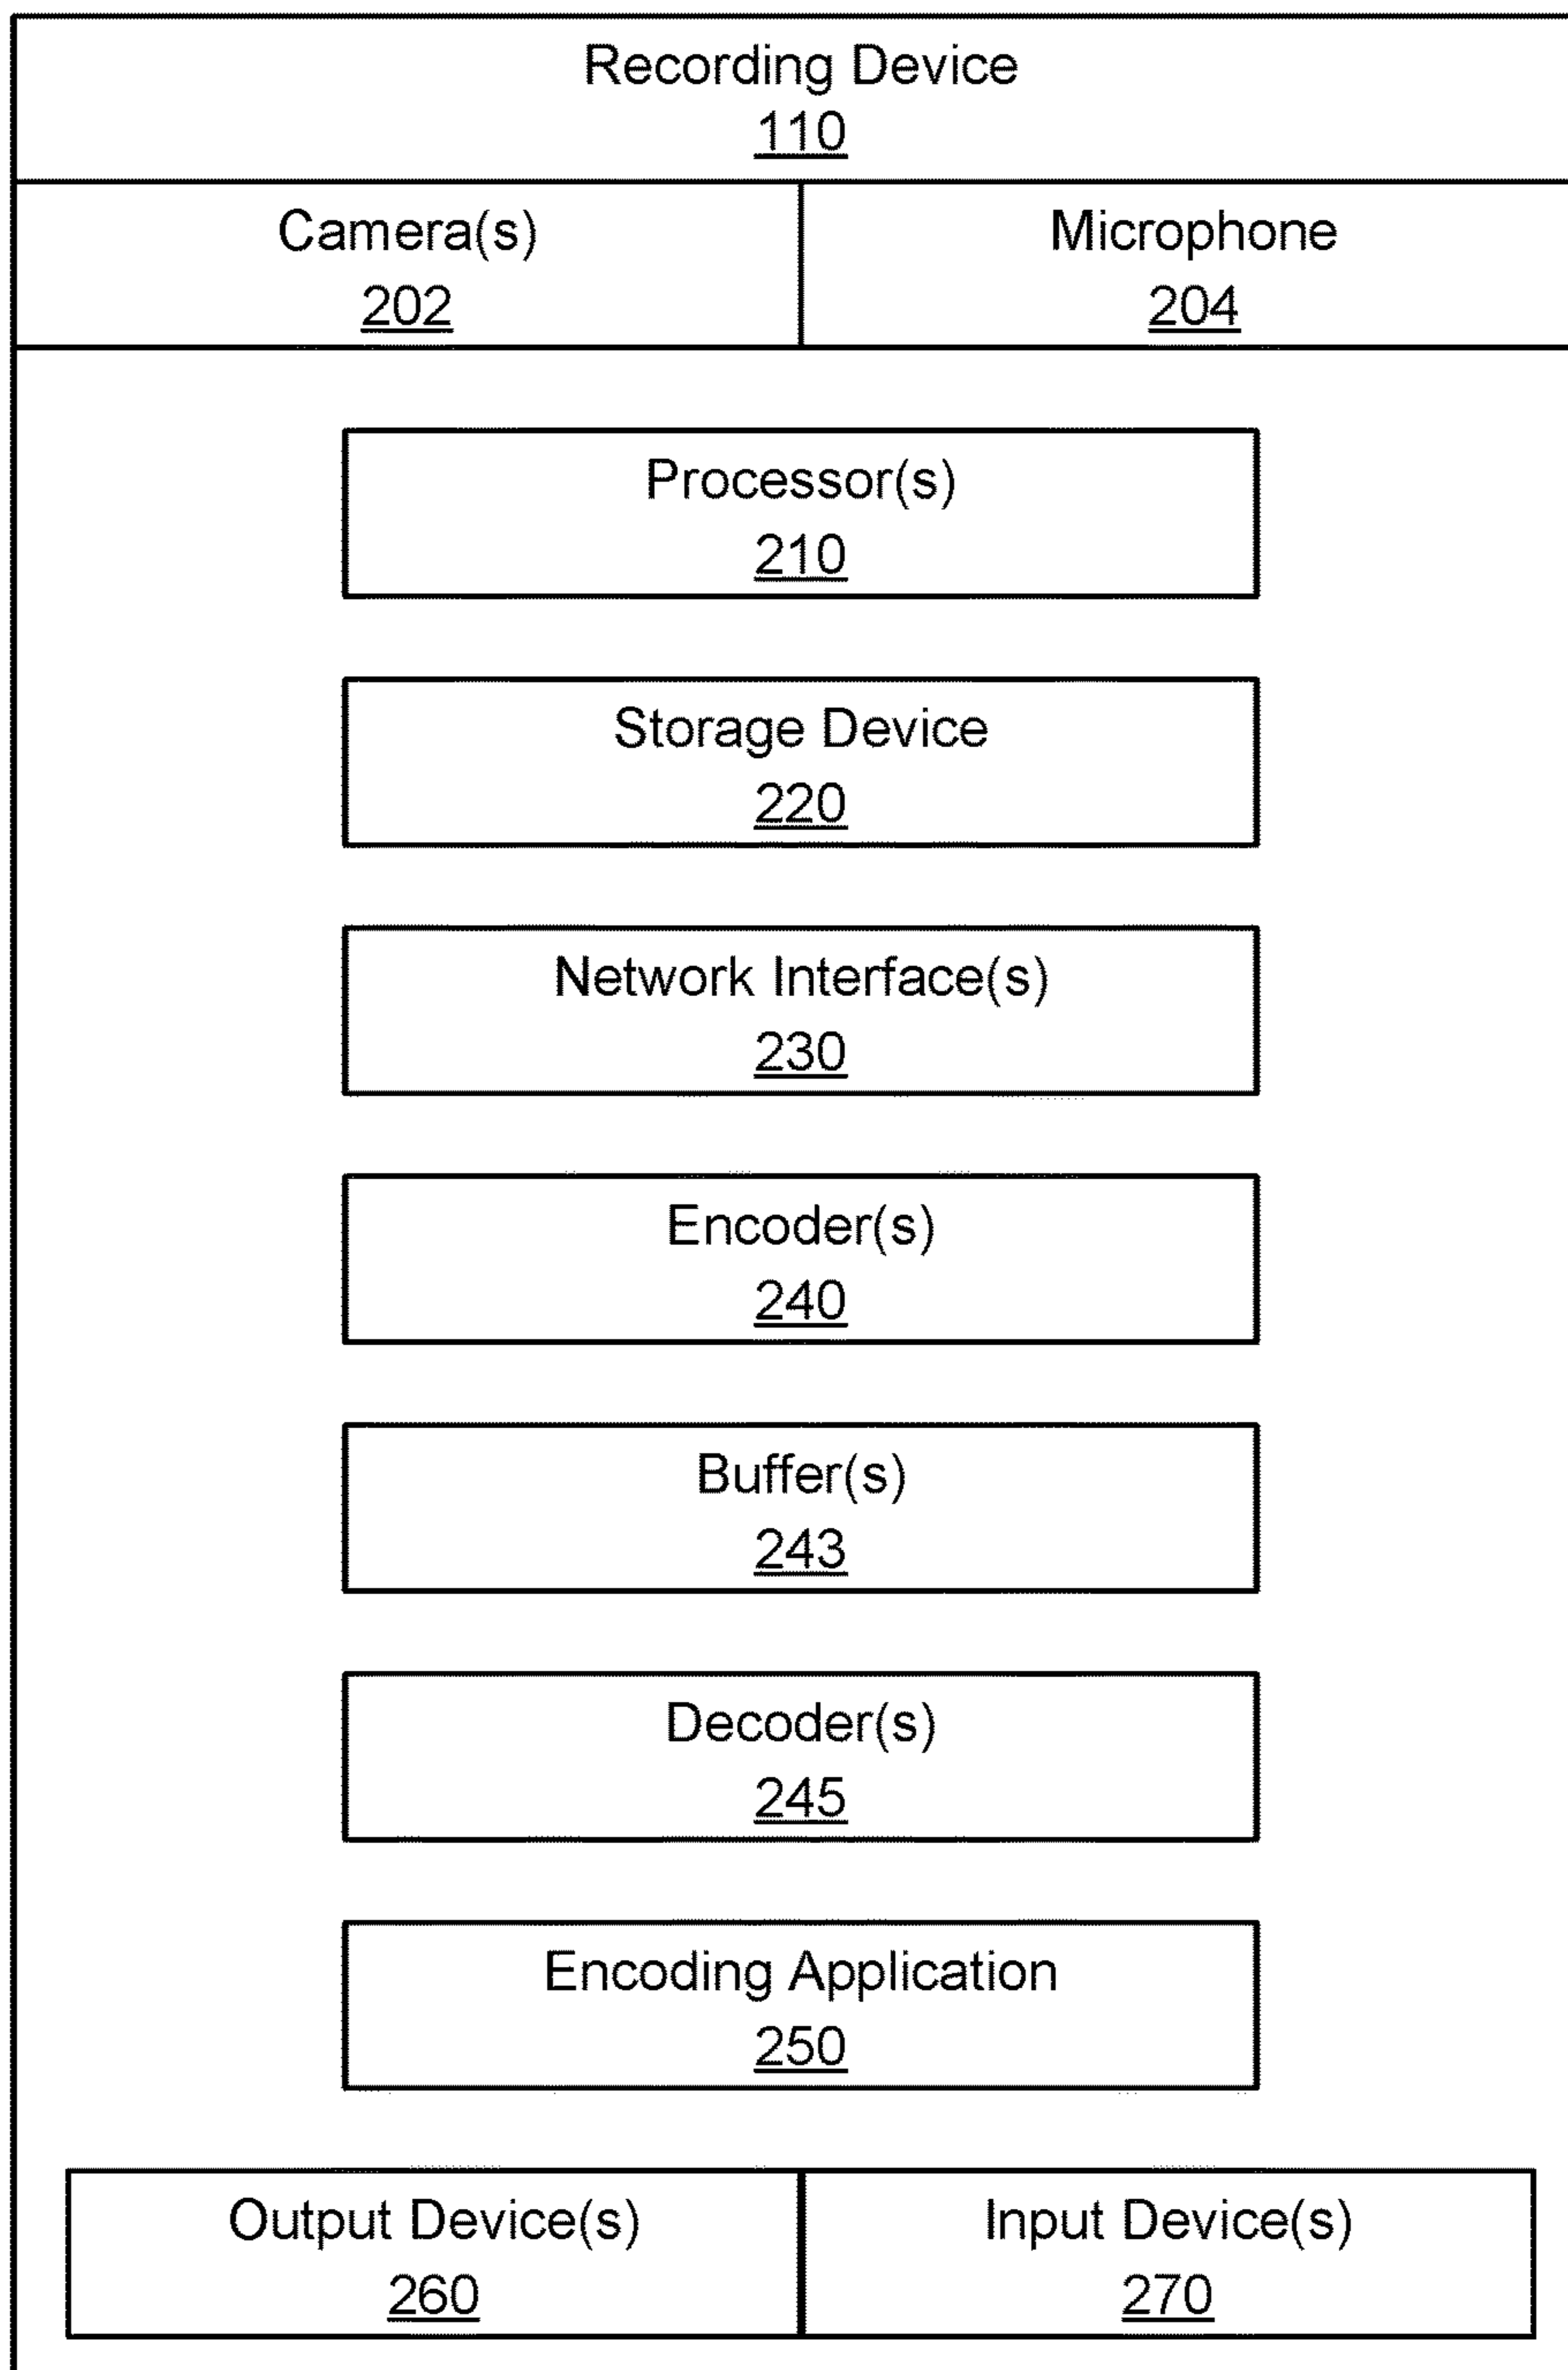 Recording Device
110
Camera(s)
202
Microphone
204
Processor(s)
210
Storage Device
220
Network Interface(s)
230
Encoder(s)
240
Buffer(s)
243
Decoder(s)
245
Encoding Application
250
Output Device(s)
260
Input Device(s)
270